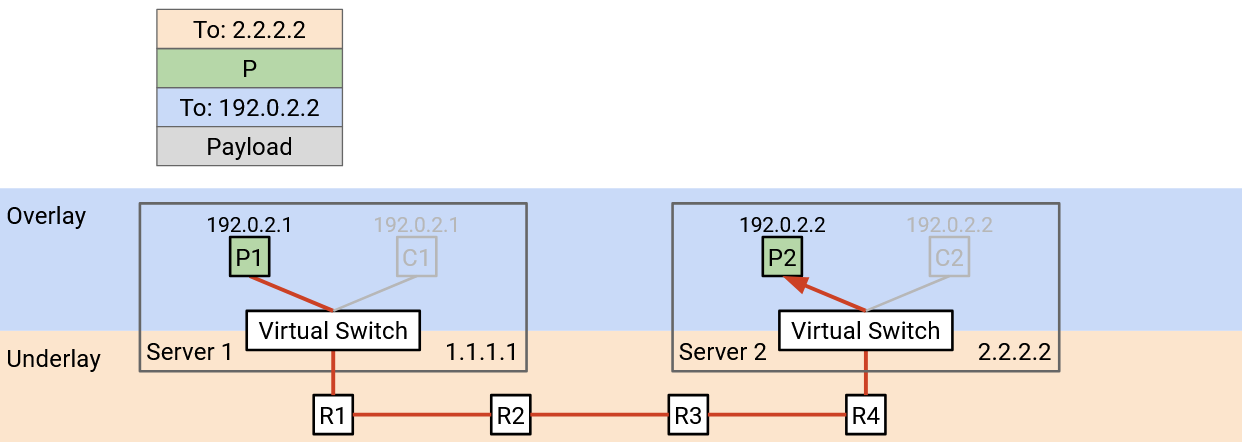 To: 2.2.2.2
P
To: 192.0.2.2
Payload
Overlay
192.0.2.1
192.0.2.1
192.0.2.2
192.0.2.2
P1
C1
P2
C2
Virtual Switch
Virtual Switch
Underlay
Server 1
1.1.1.1
Server 2
2.2.2.2
R1
R2
R3
R4